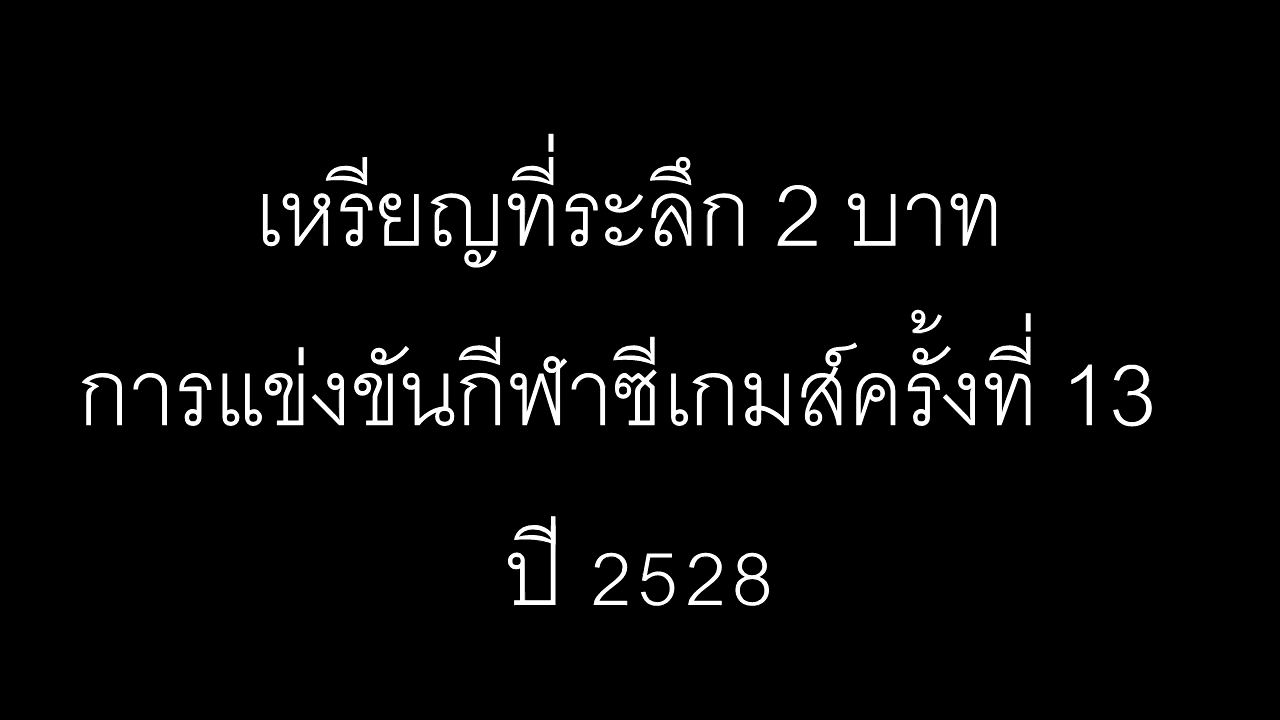 เหรียญที่ระลึก 2 บาท
การแข่งขันกีฬาซีเกมส์ครั้งที่ 13
ปี 2528